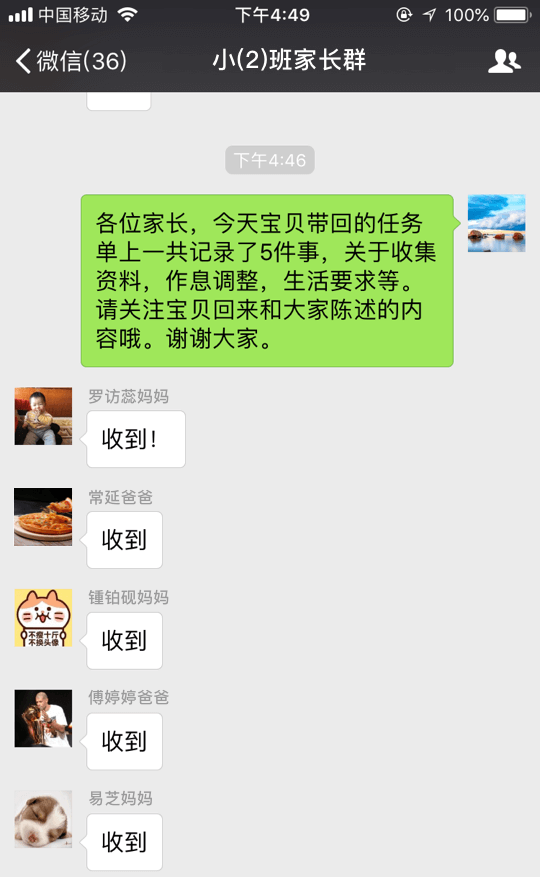 中国移动
下午4:49
100%
微信(36)
小(2)班家长群
下午4:46
各位家长，今天宝贝带回的任务
单上一共记录了5件事，关于收集
资料，作息调整，生活要求等。
请关注宝贝回来和大家陈述的内
容哦。谢谢大家。
罗访蕊妈妈
收到！
常延爸爸
收到
锺铂砚妈妈
收到
不瘦十斤
不换头像
傅婷婷爸爸
收到
易芝妈妈
收到